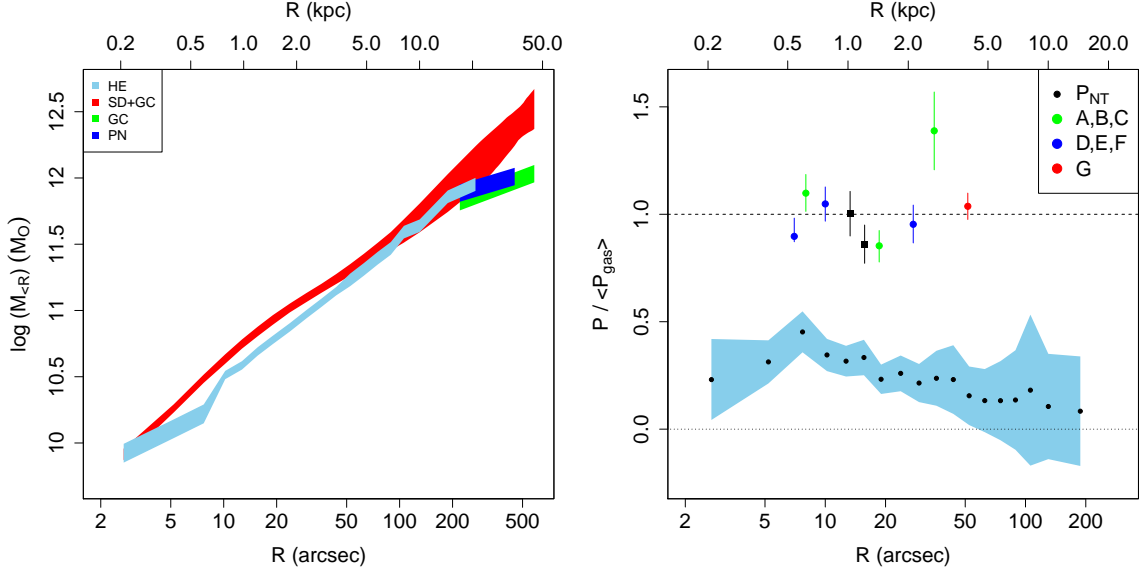 R (kpc)
0.2 0.5 1.0 2.0 5.0 10.0 50.0
HE
SD+GC
GC
PN
log (M<R) (MO)
10 10.5 11 11.5 12 12.5
2 5 10 20 50 100 200 500
R (arcsec)
R (kpc)
0.2 0.5 1.0 2.0 5.0 10.0 20.0
PNT
A,B,C
D,E,F
G
P / <Pgas>
0.0 0.5 1.0 1.5
2 5 10 20 50 100 200
R (arcsec)